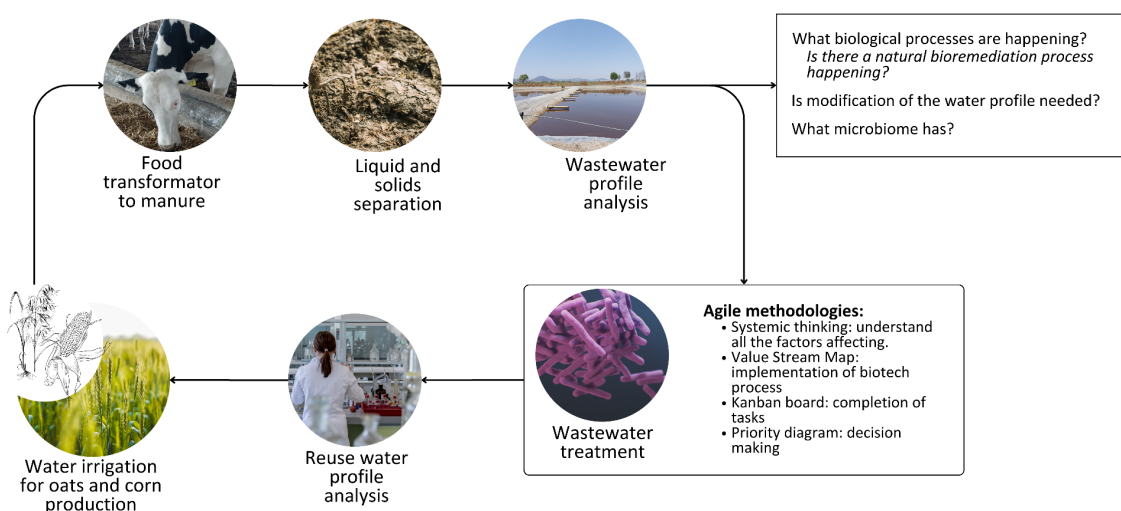 Food
transformator
to manure
Liquid and
solids
separation
Wastewater
profile
analysis
What biological processes are happening?
Is there a natural bioremediation process
happening?
Is modification of the water profile needed?
What microbiome has?
Water irrigation
for oats and corn
production
Reuse water
profile
analysis
Wastewater
treatment
Agile methodologies:
• Systemic thinking: understand
all the factors affecting.
• Value Stream Map:
implementation of biotech
process
• Kanban board: completion of
tasks
• Priority diagram: decision
making